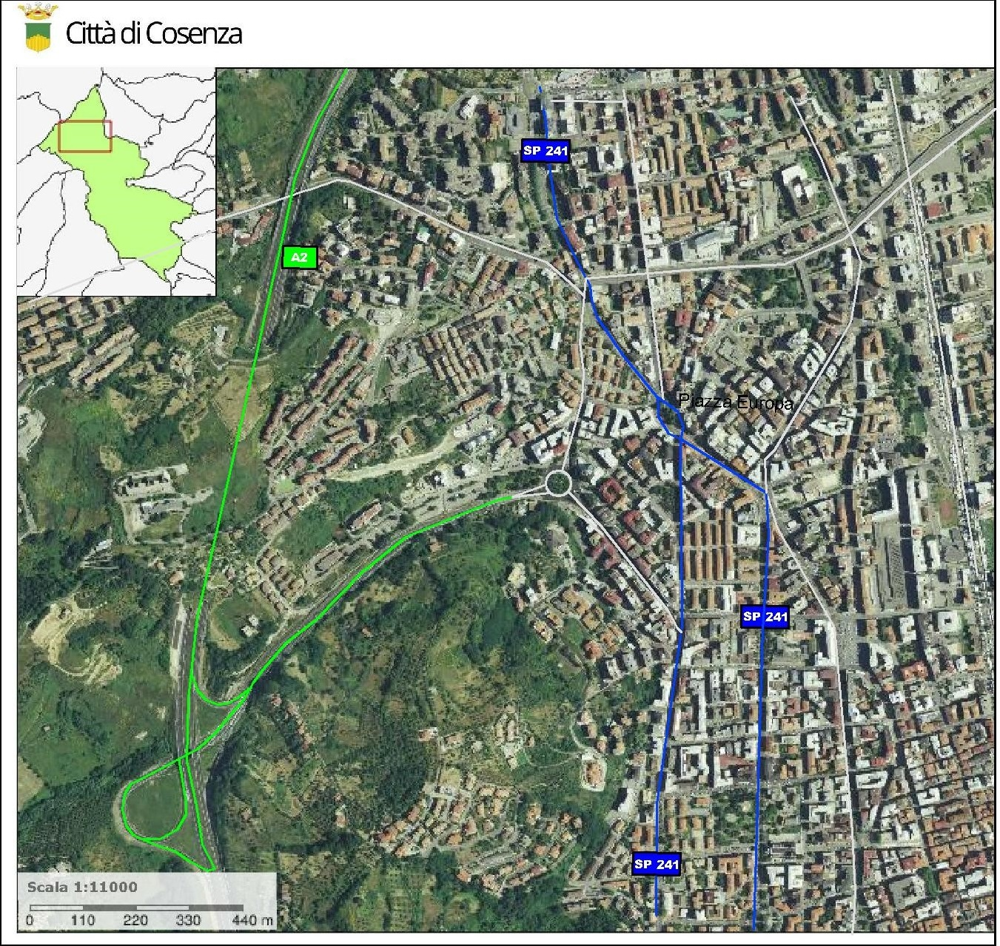 Città di Cosenza
SP 241
A2
Piazza Europa
SP 241
SP 241
Scala 1:11000
0 110 220 330 440 m